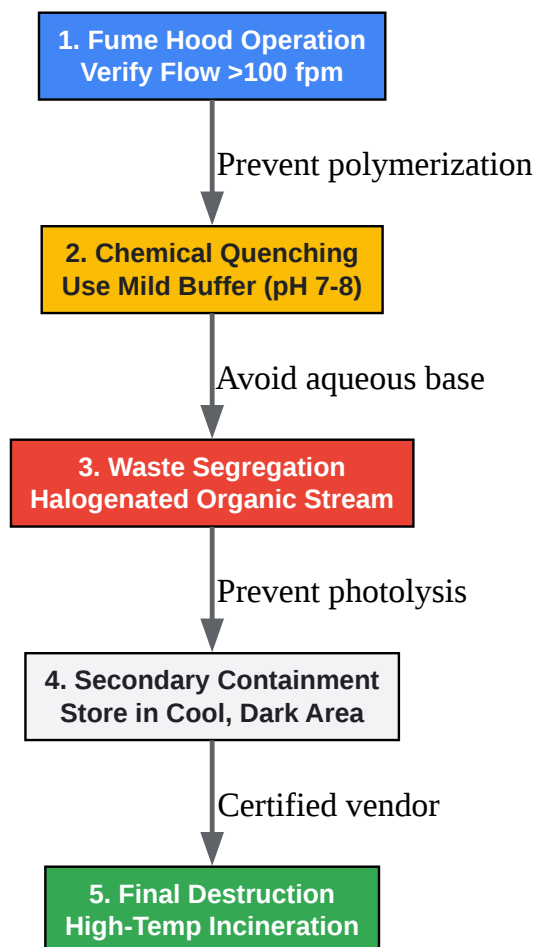 1. Fume Hood Operation
Verify Flow >100 fpm
Prevent polymerization
2. Chemical Quenching
Use Mild Buffer (pH 7-8)
Avoid aqueous base
3. Waste Segregation
Halogenated Organic Stream
Prevent photolysis
4. Secondary Containment
Store in Cool, Dark Area
Certified vendor
5. Final Destruction
High-Temp Incineration